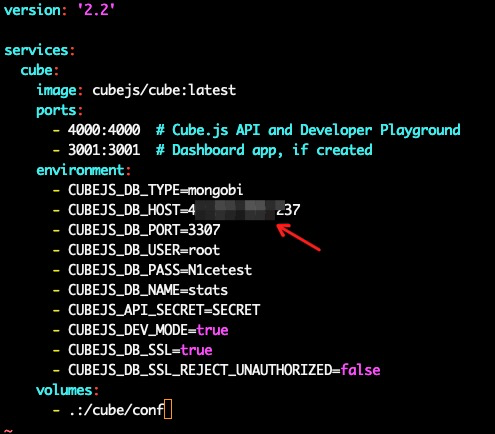 version: '2.2'
services:
cube:
image: cubejs/cube:latest
ports:
- 4000:4000 # Cube.js API and Developer Playground
- 3001:3001 # Dashboard app, if created
environment:
- CUBEJS_DB_TYPE=mongobi
- CUBEJS_DB_HOST=4 237
- CUBEJS_DB_PORT=3307
- CUBEJS_DB_USER=root
- CUBEJS_DB_PASS=N1cetest
- CUBEJS_DB_NAME=stats
- CUBEJS_API_SECRET=SECRET
- CUBEJS_DEV_MODE=true
- CUBEJS_DB_SSL=true
- CUBEJS_DB_SSL_REJECT_UNAUTHORIZED=false
volumes:
- .:/cube/conf
~